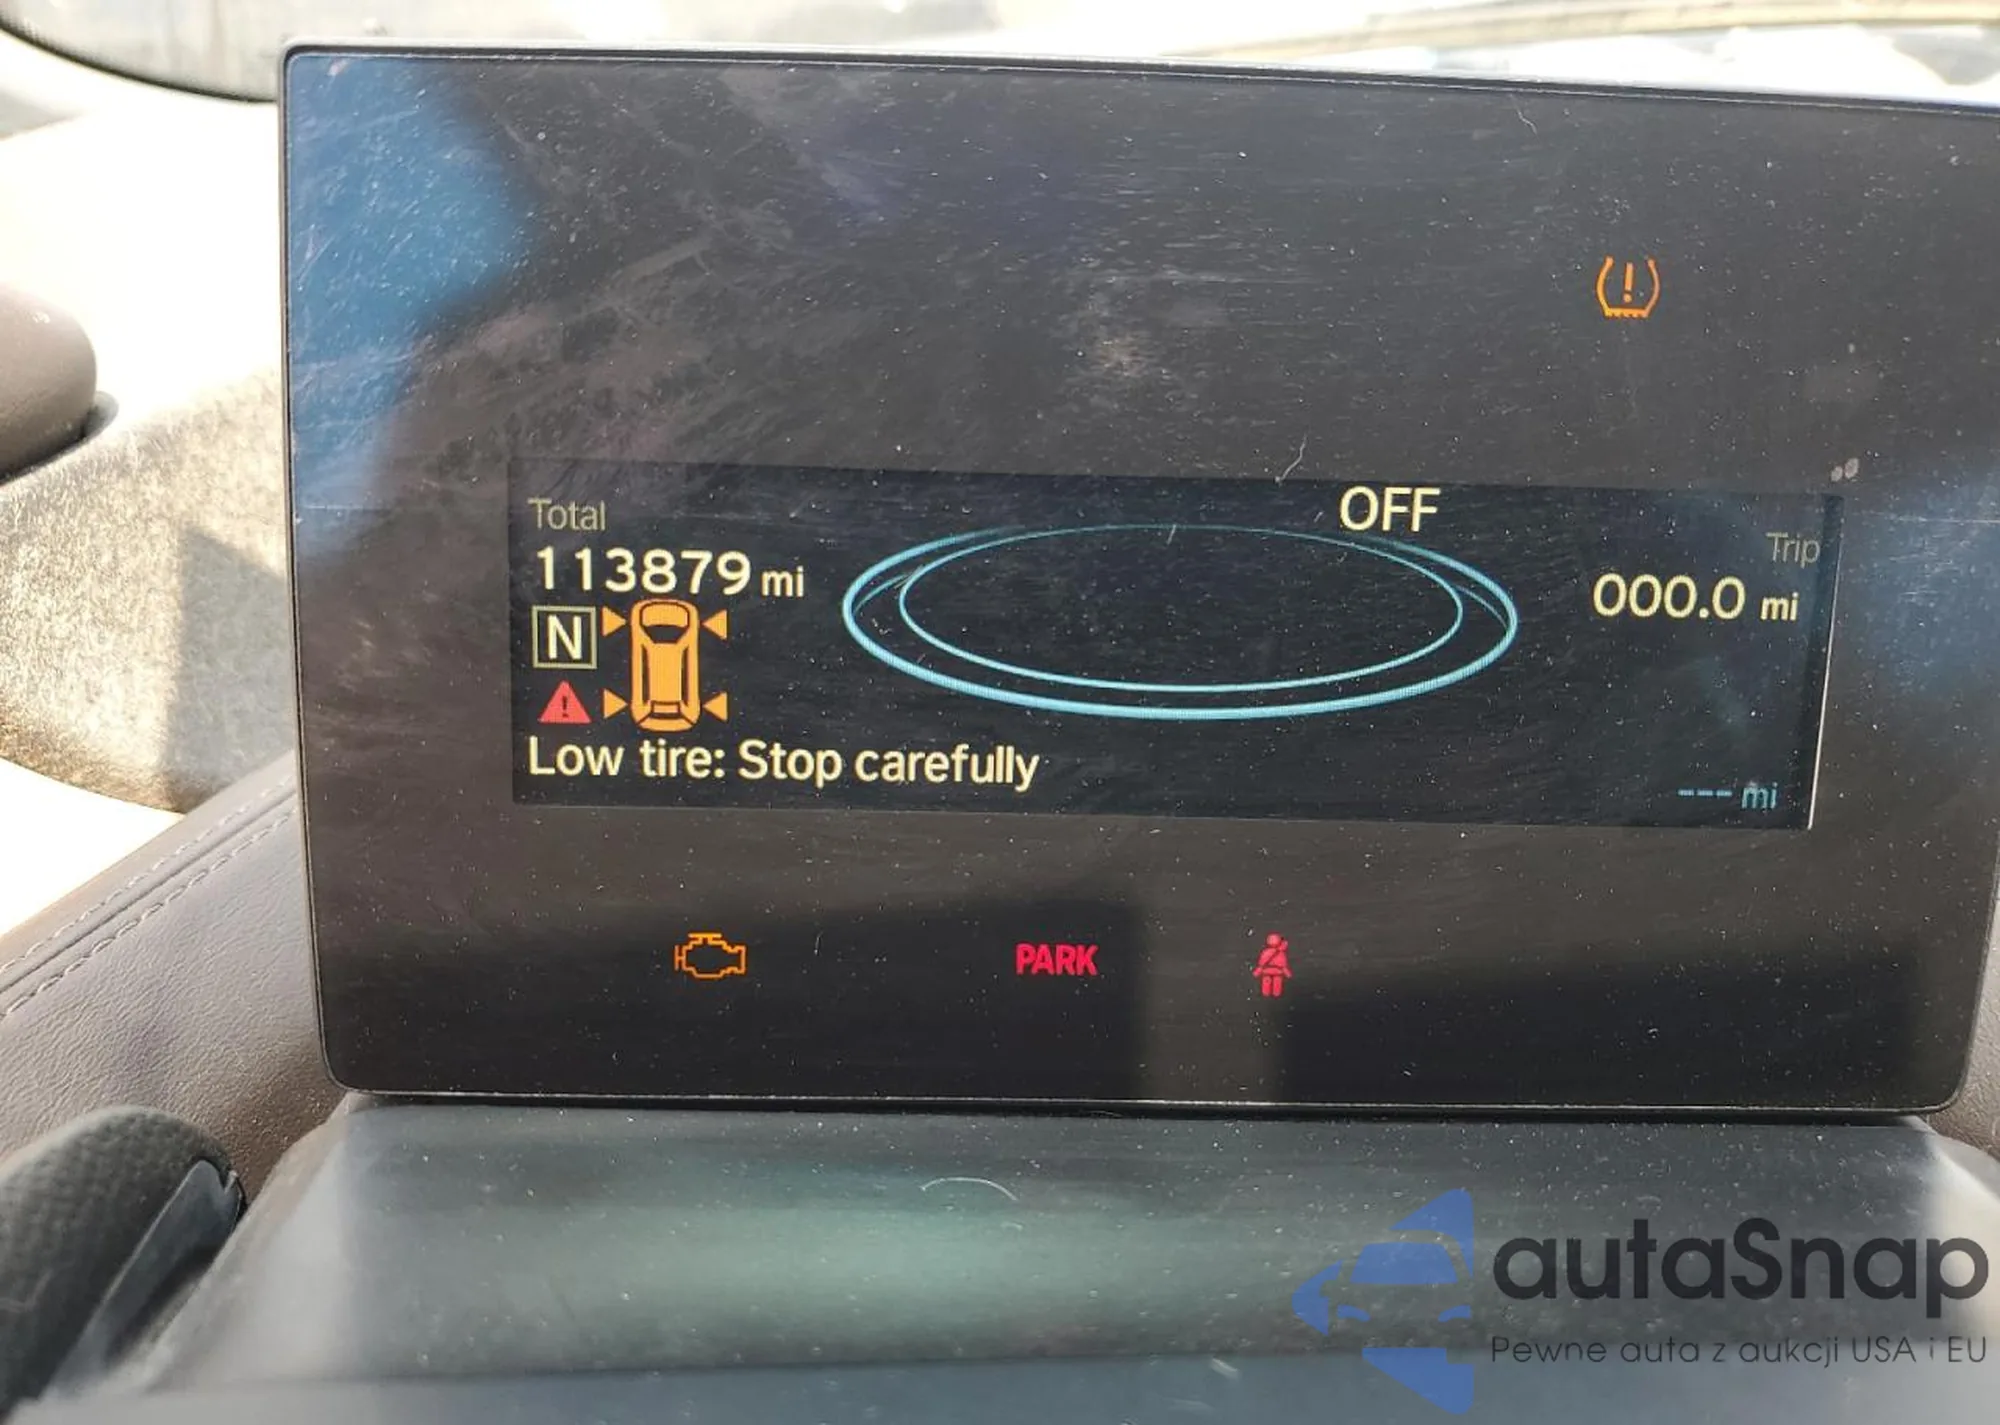 OFF
Total
Trip
113879 mi
000.0 mi
N
Low tire: Stop carefully
--- mi
PARK
autaSnap
Pewne auta z aukcji USA i EU